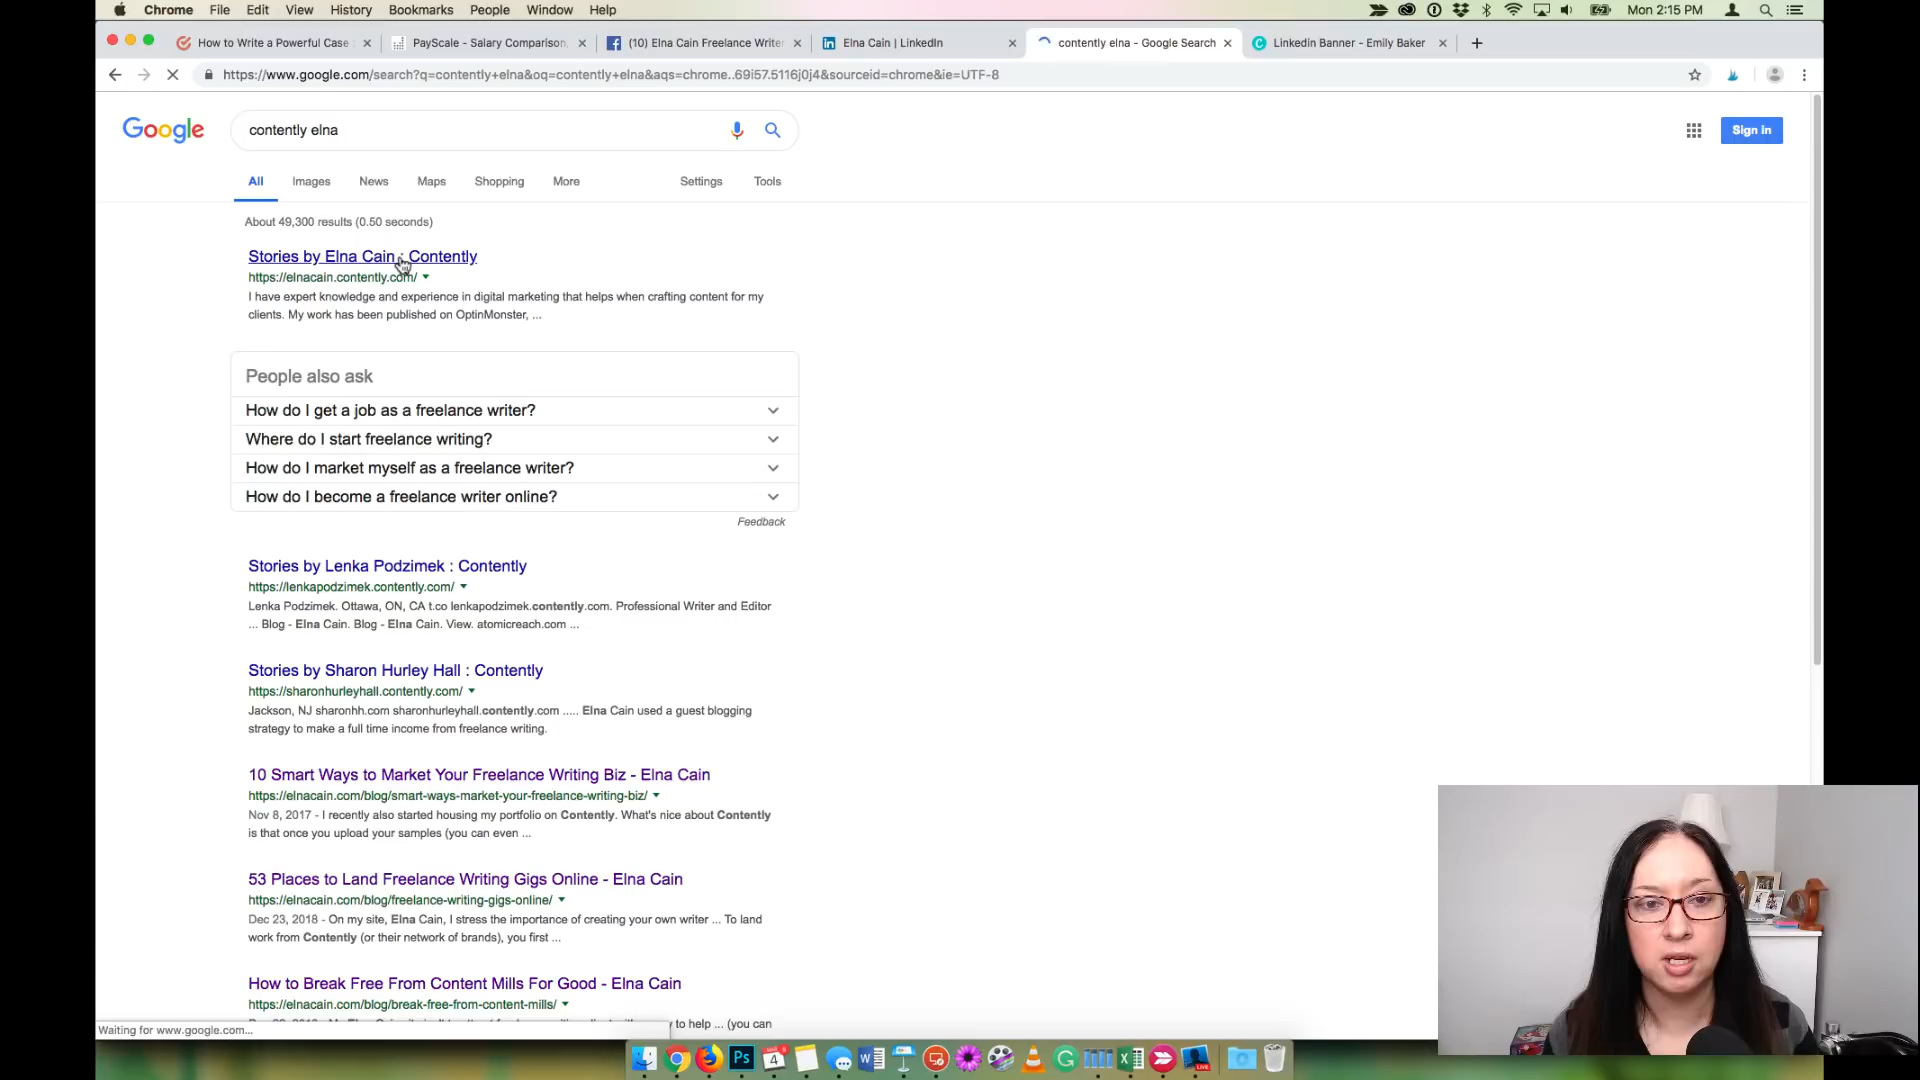 Chrome File Edit View History Bookmarks People Window Help
Mon 2:15 PM
How to Write a Powerful Case
PayScale - Salary Comparison,
(10) Elna Cain Freelance Write
Elna Cain | LinkedIn
contently elna - Google Search
Linkedin Banner - Emily Baker
https://www.google.com/search?q=contently+elna&oq=contently+elna&aqs=chrome..69i57.5116j0j4&sourceid=chrome&ie=UTF-8
Google
contently elna
Sign in
All Images News Maps Shopping More Settings Tools
About 49,300 results (0.50 seconds)
Stories by Elna Cain : Contently
https://elnacain.contently.com/
I have expert knowledge and experience in digital marketing that helps when crafting content for my
clients. My work has been published on OptinMonster, ...
People also ask
How do I get a job as a freelance writer?
Where do I start freelance writing?
How do I market myself as a freelance writer?
How do I become a freelance writer online?
Feedback
Stories by Lenka Podzimek : Contently
https://lenkapodzimek.contently.com/
Lenka Podzimek. Ottawa, ON, CA t.co lenkapodzimek.contently.com. Professional Writer and Editor
... Blog - Elna Cain. Blog - Elna Cain. View. atomicreach.com ...
Stories by Sharon Hurley Hall : Contently
https://sharonhurleyhall.contently.com/
Jackson, NJ sharonhh.com sharonhurleyhall.contently.com ..... Elna Cain used a guest blogging
strategy to make a full time income from freelance writing.
10 Smart Ways to Market Your Freelance Writing Biz - Elna Cain
https://elnacain.com/blog/smart-ways-market-your-freelance-writing-biz/
Nov 8, 2017 - I recently also started housing my portfolio on Contently. What's nice about Contently
is that once you upload your samples (you can even ...
53 Places to Land Freelance Writing Gigs Online - Elna Cain
https://elnacain.com/blog/freelance-writing-gigs-online/
Dec 23, 2018 - On my site, Elna Cain, I stress the importance of creating your own writer ... To land
work from Contently (or their network of brands), you first ...
How to Break Free From Content Mills For Good - Elna Cain
https://elnacain.com/blog/break-free-from-content-mills/
to help ... (you can
Waiting for www.google.com...
Ps
4
LIVE